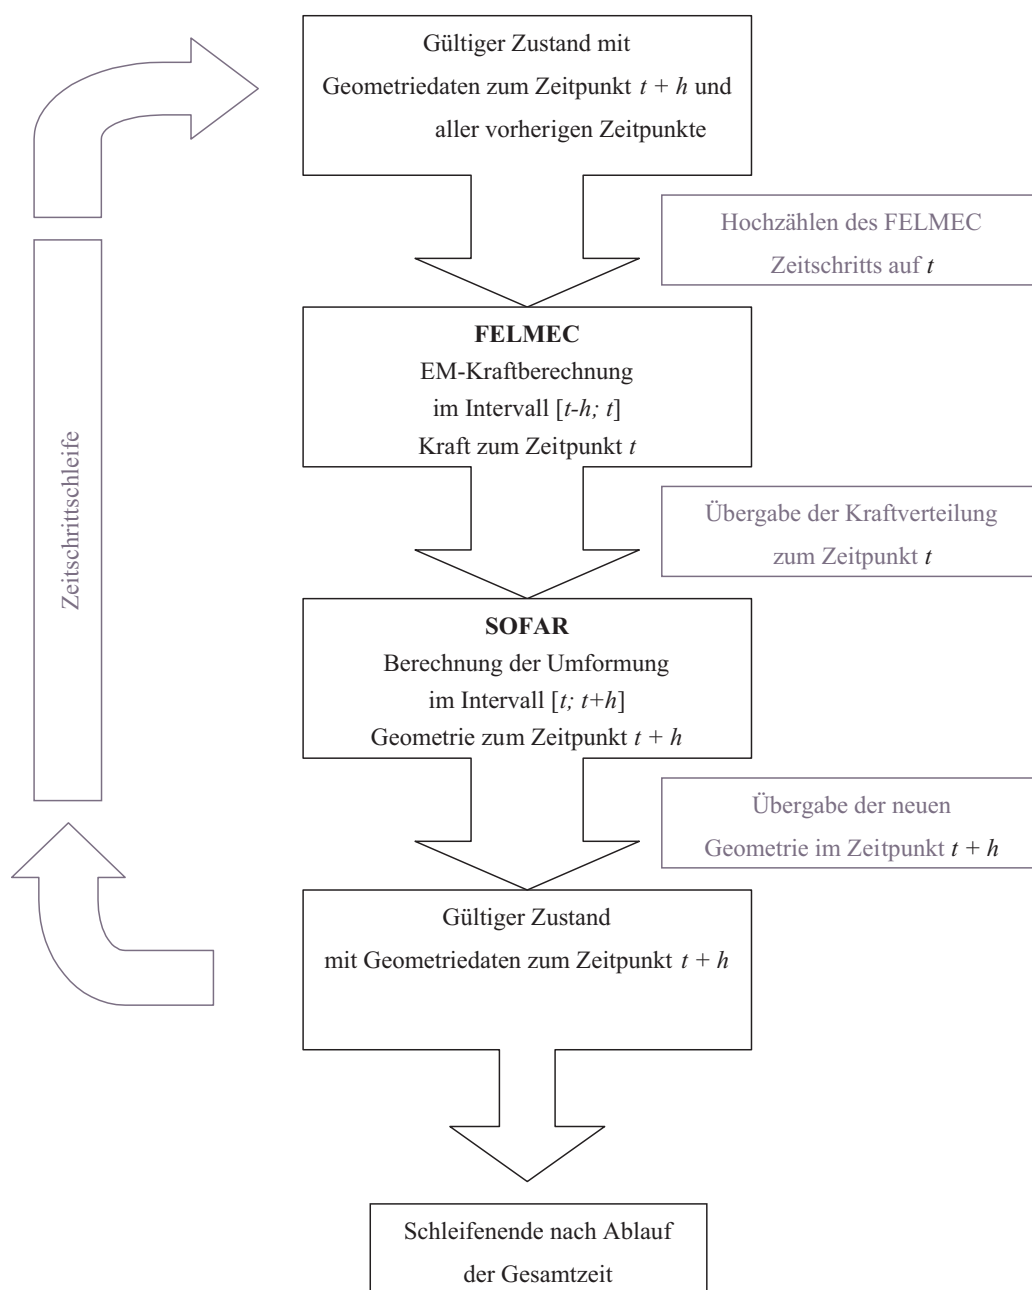 Gültiger Zustand mit
Geometriedaten zum Zeitpunkt t + h und
aller vorherigen Zeitpunkte
Hochzählen des FELMEC
Zeitschritts auf t
FELMEC
EM-Kraftberechnung
im Intervall [t-h; t]
Kraft zum Zeitpunkt t
Zeitschrittschleife
Übergabe der Kraftverteilung
zum Zeitpunkt t
SOFAR
Berechnung der Umformung
im Intervall [t; t+h]
Geometrie zum Zeitpunkt t + h
Übergabe der neuen
Geometrie im Zeitpunkt t + h
Gültiger Zustand
mit Geometriedaten zum Zeitpunkt t + h
Schleifenende nach Ablauf
der Gesamtzeit